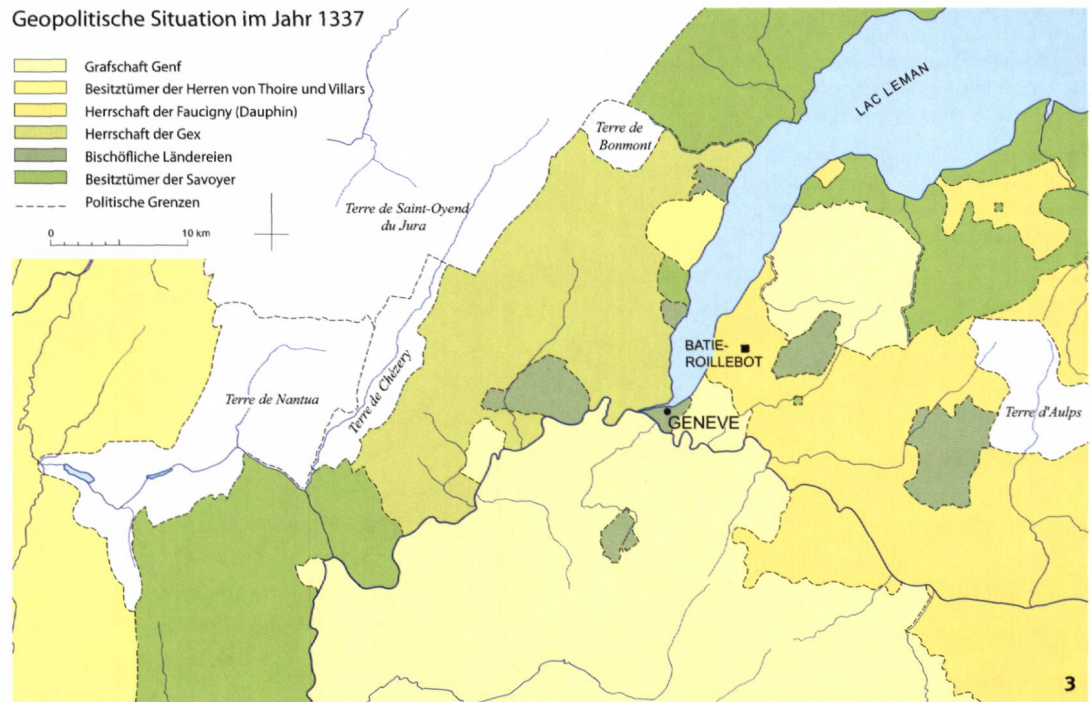 Geopolitische Situation im Jahr 1337
Grafschaft Genf
Besitztümer der Herren von Thoire und Villars
Herrschaft der Faucigny (Dauphin)
Herrschaft der Gex
Bischöfliche Ländereien
Besitztümer der Savoyer
Politische Grenzen
0 10 km
LAC LEMAN
Terre de
Bonmont
Terre de Saint-Oyend
du Jura
BATIE-
ROILLEBOT
Terre de Chézery
Terre de Nantua
Terre d'Aulps
GENEVE
3